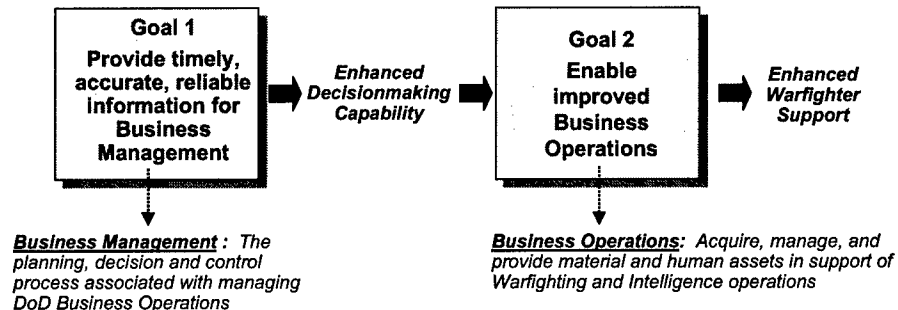 Goal 1
Provide timely,
accurate, reliable
information for
Business
Management
Enhanced
Decisionmaking
Capability
Goal 2
Enable
improved
Business
Operations
Enhanced
Warfighter
Support
Business Management : The
planning, decision and control
process associated with managing
DoD Business Operations
Business Operations: Acquire, manage, and
provide material and human assets in support of
Warfighting and Intelligence operations